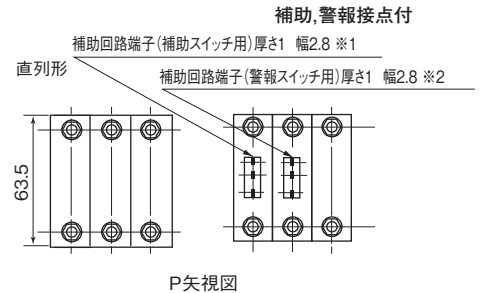 補助,警報接点付
補助回路端子(補助スイッチ用)厚さ1 幅2.8 ※1
直列形
補助回路端子(警報スイッチ用)厚さ1 幅2.8 ※2
63.5
P矢視図